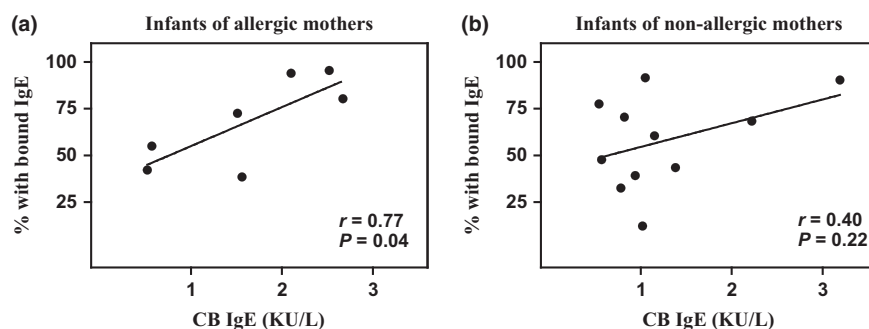 (a)
Infants of allergic mothers
% with bound IgE
100
75
50
25
r = 0.77
P = 0.04
1 2 3
CB IgE (KU/L)
(b)
Infants of non-allergic mothers
% with bound IgE
100
75
50
25
r = 0.40
P = 0.22
1 2 3
CB IgE (KU/L)